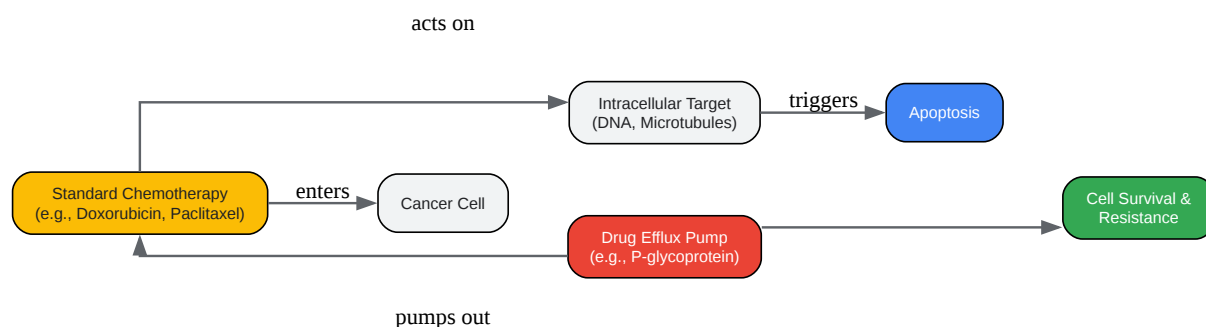 acts on
Intracellular Target
(DNA, Microtubules)
triggers
Apoptosis
Standard Chemotherapy
(e.g., Doxorubicin, Paclitaxel)
enters
Cancer Cell
Cell Survival &
Resistance
Drug Efflux Pump
(e.g., P-glycoprotein)
pumps out